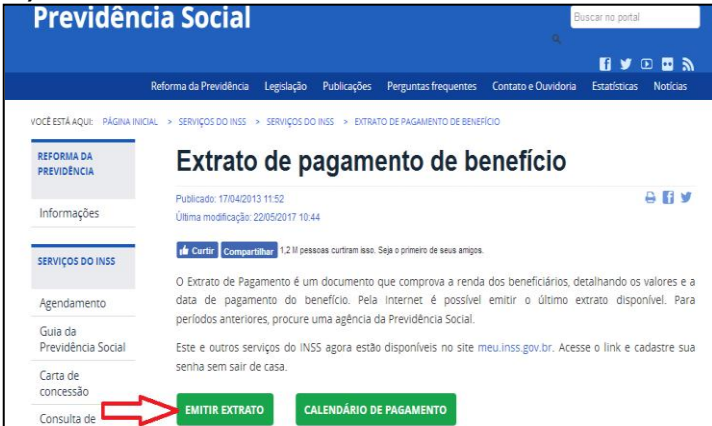 Previdência Social
Buscar no portal
Reforma da Previdência Legislação Publicações Perguntas frequentes Contato e Ouvidoria Estatísticas Notícias
VOCÊ ESTÁ AQUI: PÁGINA INICIAL > SERVIÇOS DO INSS > SERVIÇOS DO INSS > EXTRATO DE PAGAMENTO DE BENEFÍCIO
REFORMA DA
PREVIDÊNCIA
Informações
SERVIÇOS DO INSS
Agendamento
Guia da
Previdência Social
Carta de
concessão
Consulta de
Extrato de pagamento de benefício
Publicado: 17/04/2013 11:52
Última modificação: 22/05/2017 10:44
Curtir Compartilhar 1,2 M pessoas curtiram isso. Seja o primeiro de seus amigos.
O Extrato de Pagamento é um documento que comprova a renda dos beneficiários, detalhando os valores e a
data de pagamento do benefício. Pela Internet é possível emitir o último extrato disponível. Para
períodos anteriores, procure uma agência da Previdência Social.
Este e outros serviços do INSS agora estão disponíveis no site meu.inss.gov.br. Acesse o link e cadastre sua
senha sem sair de casa.
EMITIR EXTRATO CALENDÁRIO DE PAGAMENTO